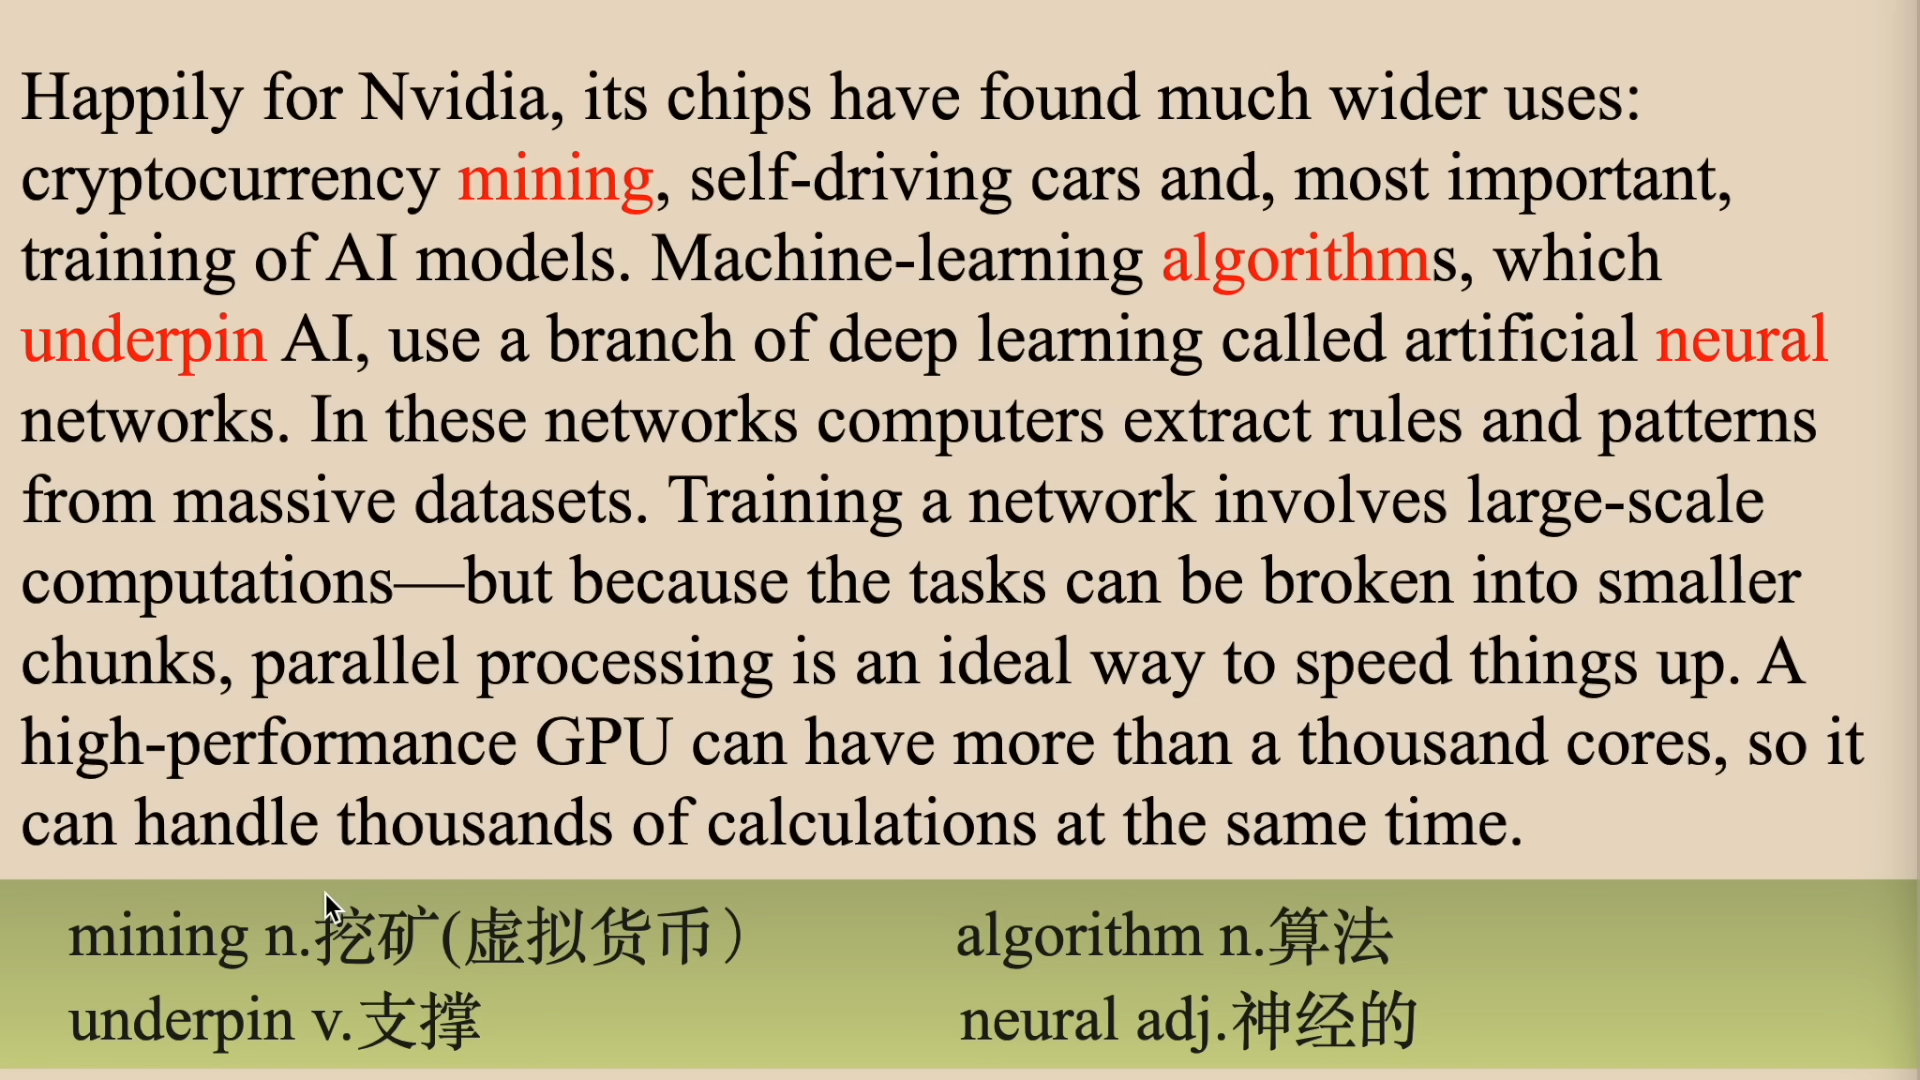 Happily for Nvidia, its chips have found much wider uses:
cryptocurrency mining, self-driving cars and, most important,
training of AI models. Machine-learning algorithms, which
underpin AI, use a branch of deep learning called artificial neural
networks. In these networks computers extract rules and patterns
from massive datasets. Training a network involves large-scale
computations—but because the tasks can be broken into smaller
chunks, parallel processing is an ideal way to speed things up. A
high-performance GPU can have more than a thousand cores, so it
can handle thousands of calculations at the same time.
mining n.挖矿(虚拟货币） algorithm n.算法
underpin v.支撑 neural adj.神经的